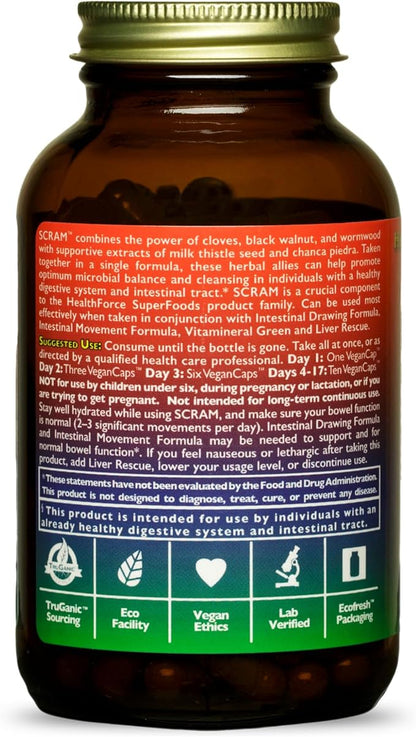 SCRAM™ combines the power of cloves, black walnut, and wormwood
with supportive extracts of milk thistle seed and chanca piedra. Taken
together in a single formula, these herbal allies can help promote
optimum microbial balance and cleansing in individuals with a healthy
digestive system and intestinal tract.* SCRAM is a crucial component
to the HealthForce SuperFoods product family. Can be used most
effectively when taken in conjunction with Intestinal Drawing Formula,
Intestinal Movement Formula, Vitamineral Green and Liver Rescue.
SUGGESTED USE: Consume until the bottle is gone. Take all at once, or as
directed by a qualified health care professional. Day 1: One VeganCap™
Day 2: Three VeganCaps™ Day 3: Six VeganCaps™ Days 4-17: Ten VeganCaps™
NOT for use by children under six, during pregnancy or lactation, or if you
are trying to get pregnant. Not intended for long-term continuous use.
Stay well hydrated while using SCRAM, and make sure your bowel function
is normal (2–3 significant movements per day). Intestinal Drawing Formula
and Intestinal Movement Formula may be needed to support and for
normal bowel function*. If you feel nauseous or lethargic after taking this
product, add Liver Rescue, lower your usage level, or discontinue use.
*These statements have not been evaluated by the Food and Drug Administration.
This product is not designed to diagnose, treat, cure, or prevent any disease.
§ This product is intended for use by individuals with an
already healthy digestive system and intestinal tract.
TRUGANIC
TruGanic™ Sourcing
Eco Facility
Vegan Ethics
Lab Verified
Ecofresh™ Packaging